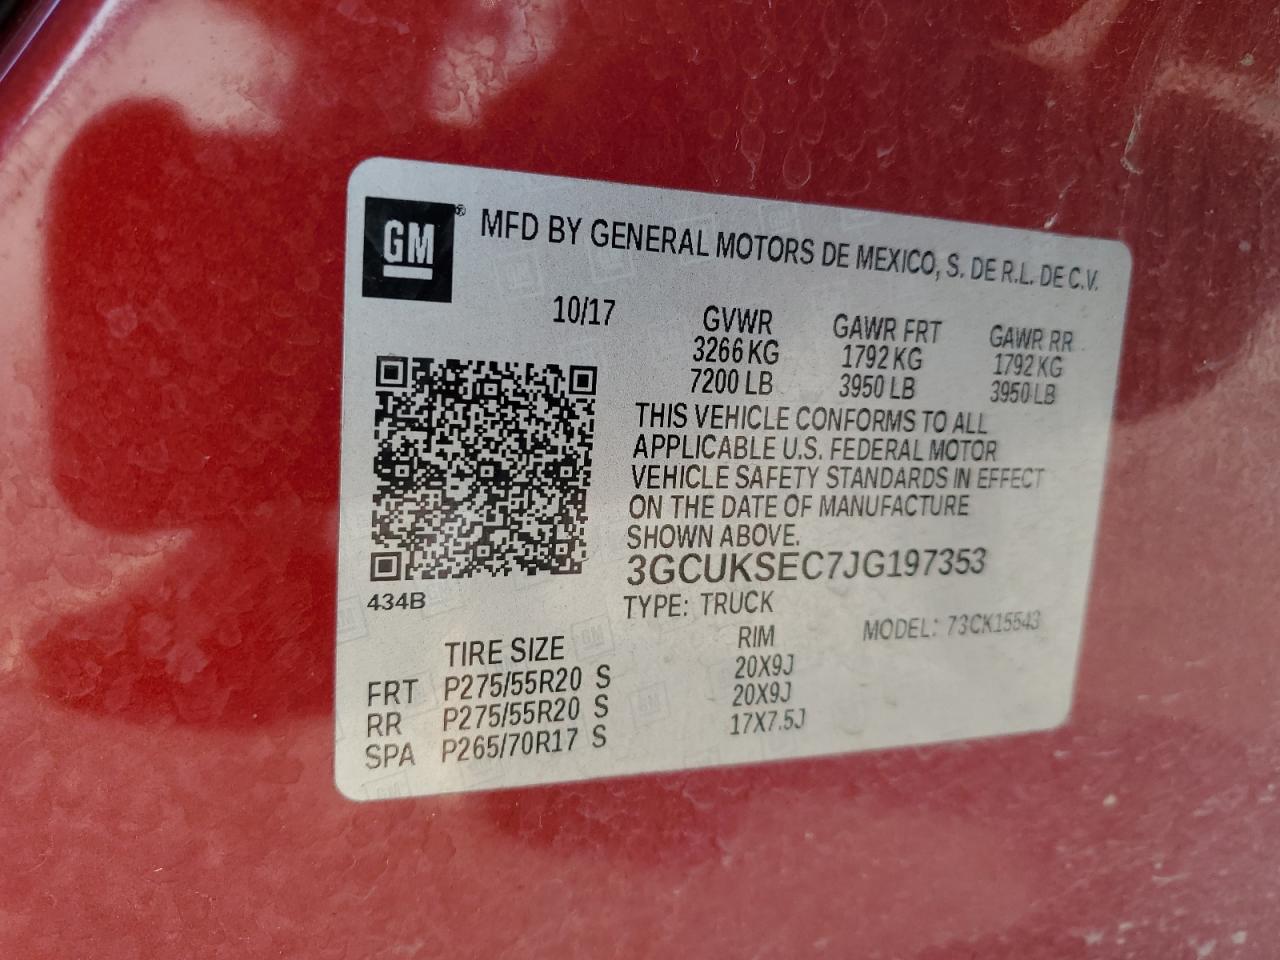 GM® MFD BY GENERAL MOTORS DE MEXICO, S. DE R.L. DE C.V.
10/17 GVWR GAWR FRT GAWR RR
3266 KG 1792 KG 1792 KG
7200 LB 3950 LB 3950 LB
THIS VEHICLE CONFORMS TO ALL
APPLICABLE U.S. FEDERAL MOTOR
VEHICLE SAFETY STANDARDS IN EFFECT
ON THE DATE OF MANUFACTURE
SHOWN ABOVE.
3GCUKSEC7JG197353
434B
TYPE: TRUCK MODEL: 73CK15543
TIRE SIZE RIM
FRT P275/55R20 S 20X9J
RR P275/55R20 S 20X9J
SPA P265/70R17 S 17X7.5J